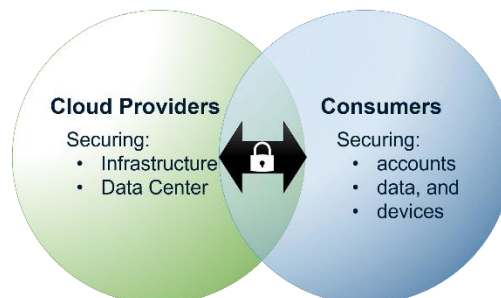 Cloud Providers
Securing:
• Infrastructure
• Data Center
Consumers
Securing:
• accounts
• data, and
• devices